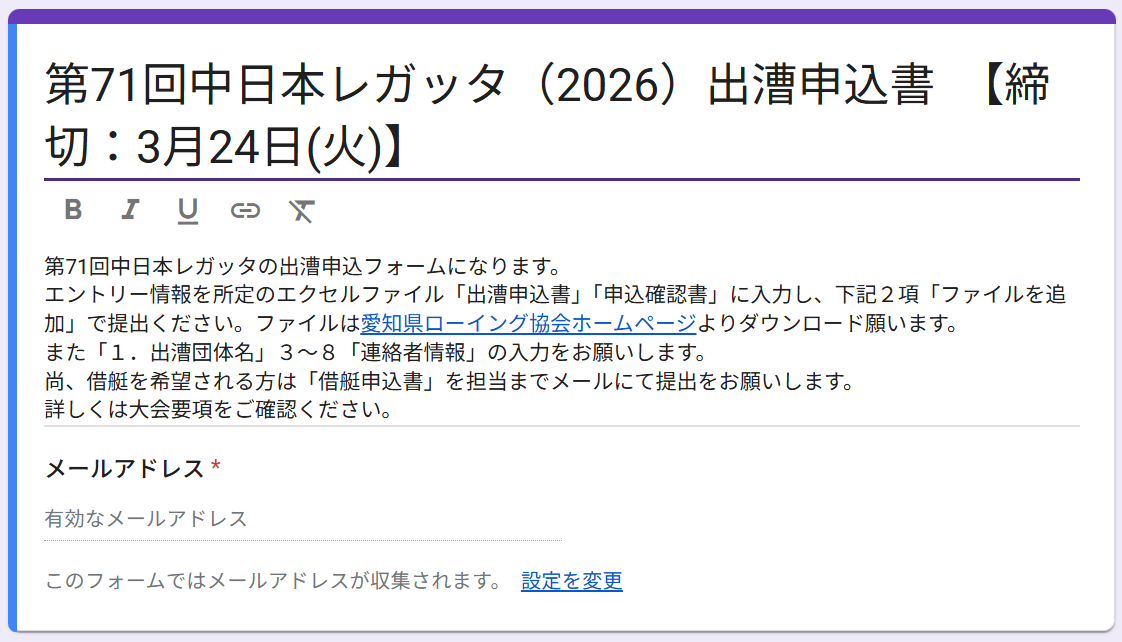 第71回中日本レガッタ（2026）出漕申込書　【締
切：3月24日(火)】
B I U
第71回中日本レガッタの出漕申込フォームになります。
エントリー情報を所定のエクセルファイル「出漕申込書」「申込確認書」に入力し、下記２項「ファイルを追
加」で提出ください。ファイルは愛知県ローイング協会ホームページよりダウンロード願います。
また「１．出漕団体名」３～８「連絡者情報」の入力をお願いします。
尚、借艇を希望される方は「借艇申込書」を担当までメールにて提出をお願いします。
詳しくは大会要項をご確認ください。
メールアドレス *
有効なメールアドレス
このフォームではメールアドレスが収集されます。 設定を変更